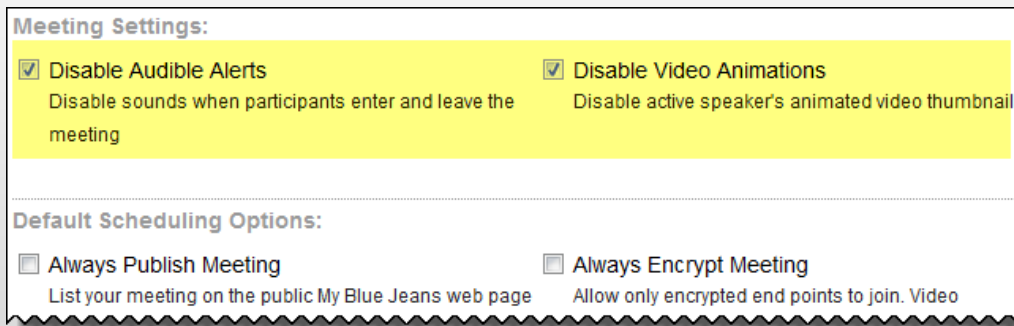 Meeting Settings:
Disable Audible Alerts
Disable sounds when participants enter and leave the
meeting
Disable Video Animations
Disable active speaker's animated video thumbnail
Default Scheduling Options:
Always Publish Meeting
List your meeting on the public My Blue Jeans web page
Always Encrypt Meeting
Allow only encrypted end points to join. Video